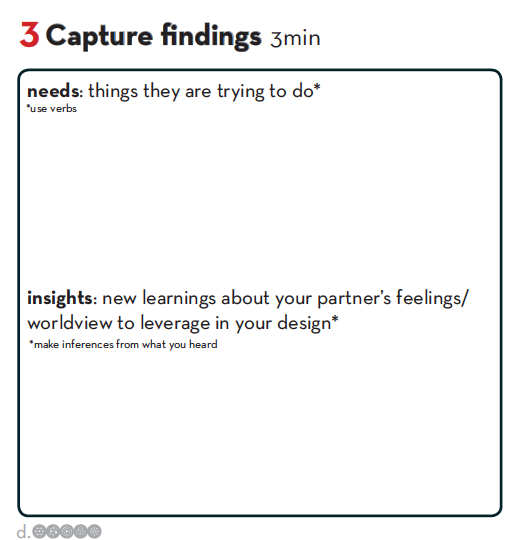 3 Capture findings 3min
needs: things they are trying to do*
*use verbs
insights: new learnings about your partner's feelings/
worldview to leverage in your design*
*make inferences from what you heard
d.